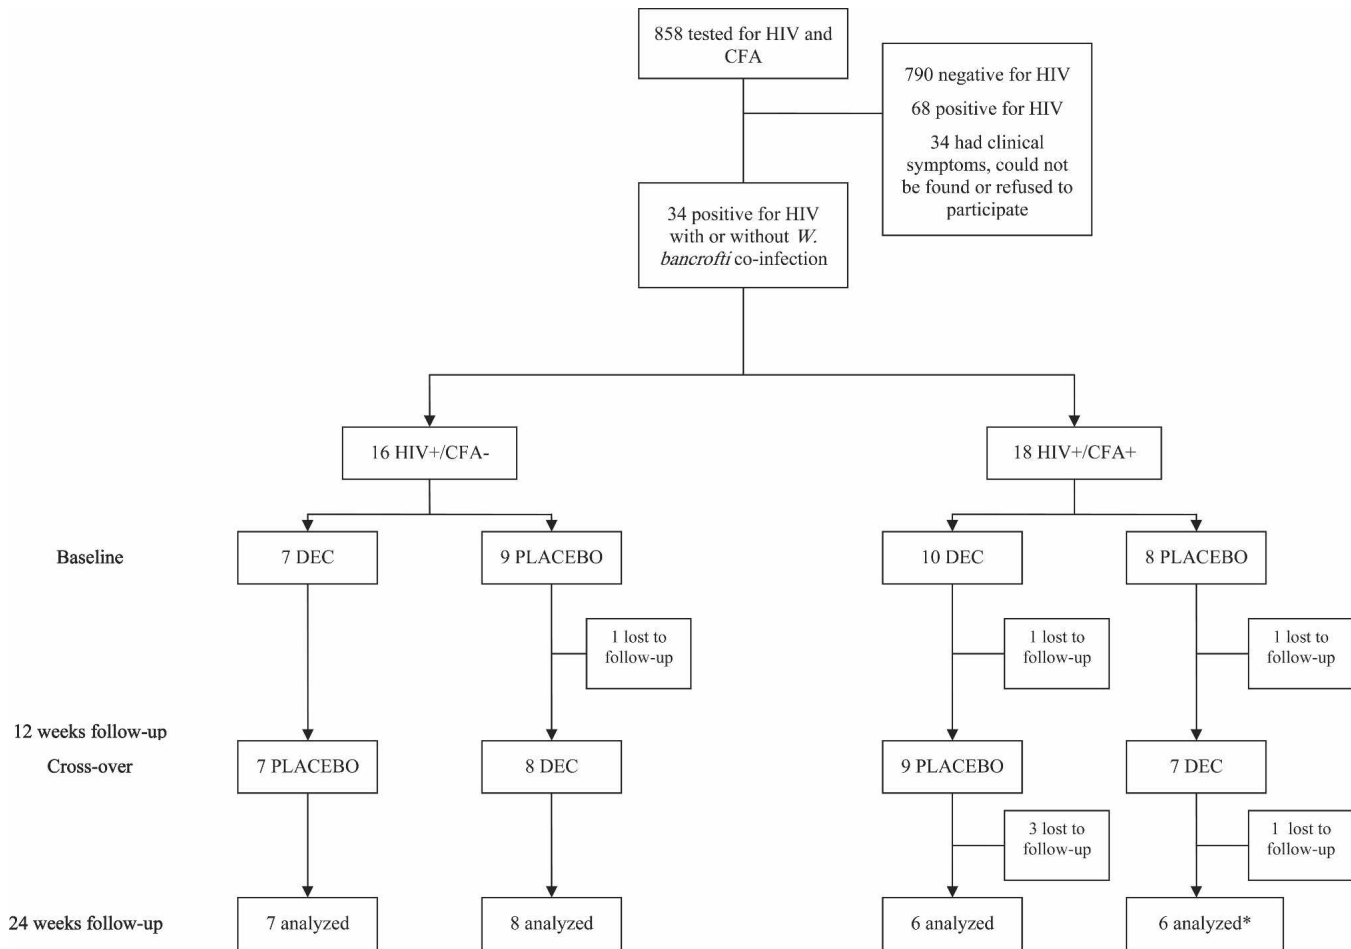 858 tested for HIV and
CFA
790 negative for HIV
68 positive for HIV
34 had clinical
symptoms, could not
be found or refused to
participate
34 positive for HIV
with or without W.
bancrofti co-infection
16 HIV+/CFA-
18 HIV+/CFA+
Baseline
7 DEC
9 PLACEBO
10 DEC
8 PLACEBO
1 lost to
follow-up
1 lost to
follow-up
1 lost to
follow-up
12 weeks follow-up
Cross-over
7 PLACEBO
8 DEC
9 PLACEBO
7 DEC
3 lost to
follow-up
1 lost to
follow-up
24 weeks follow-up
7 analyzed
8 analyzed
6 analyzed
6 analyzed*